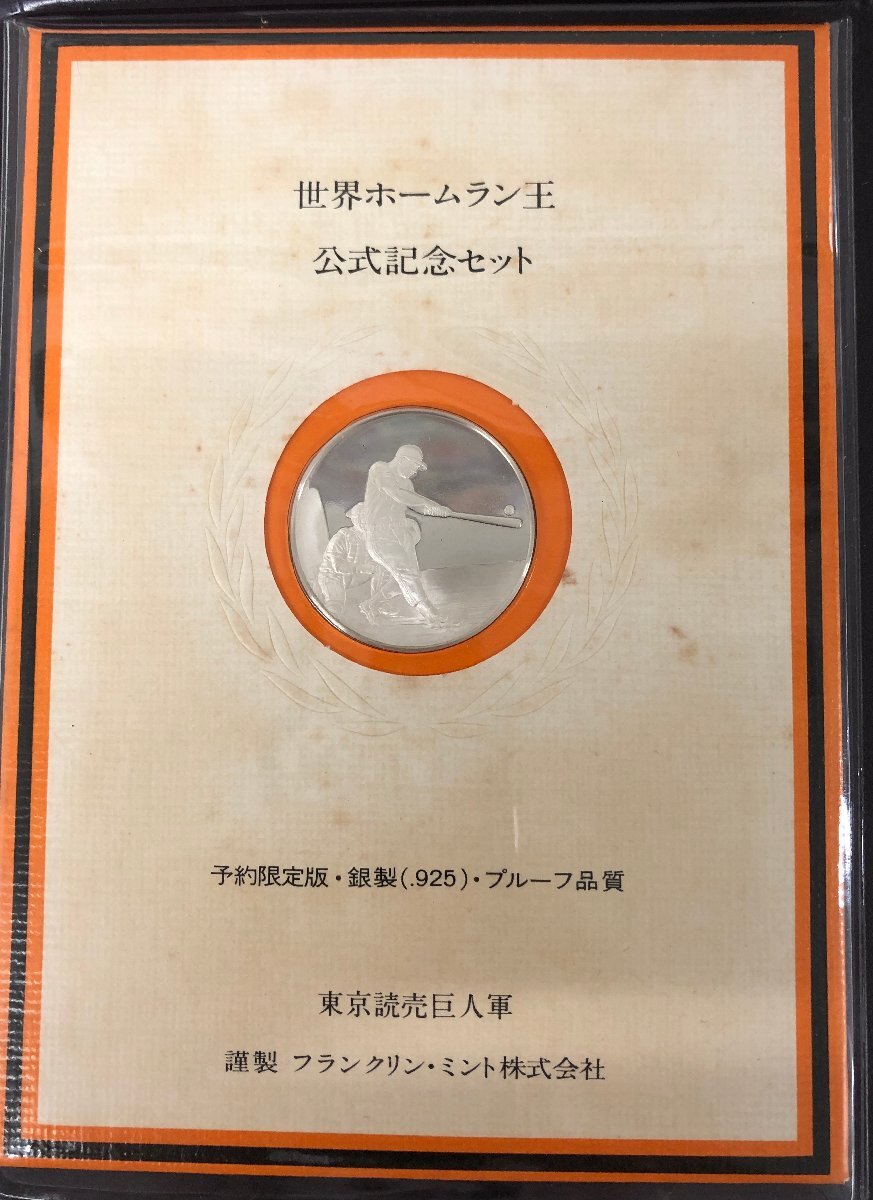 世界ホームラン王
公式記念セット
予約限定版・銀製(.925)・プルーフ品質
東京読売巨人軍
謹製 フランクリン・ミント株式会社